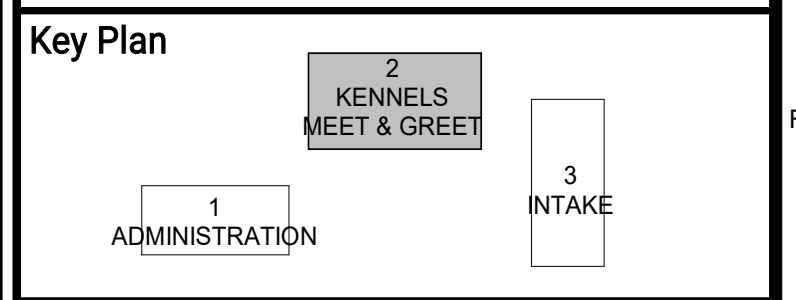 Key Plan
2
KENNELS
MEET & GREET
3
INTAKE
1
ADMINISTRATION